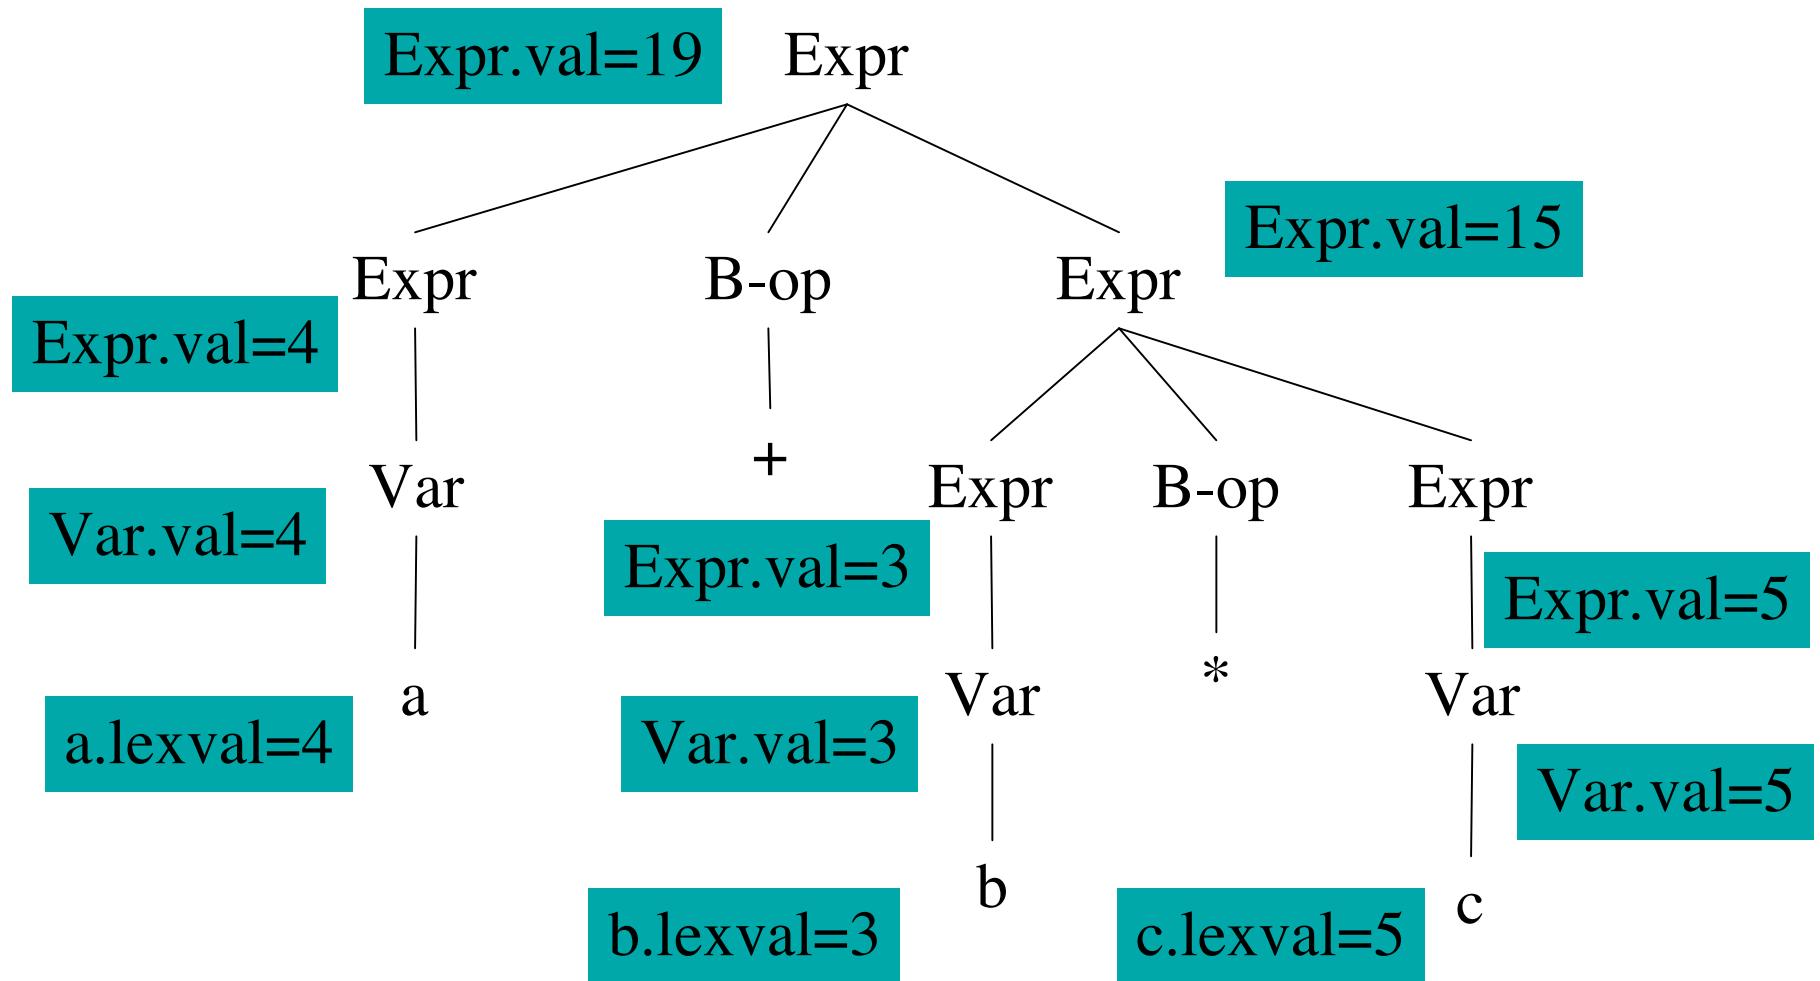 Expr.val=19
Expr
Expr.val=15
Expr
B-op
Expr
Expr.val=4
+
Var
Expr
B-op
Expr
Var.val=4
Expr.val=3
Expr.val=5
*
a
Var
Var
a.lexval=4
Var.val=3
Var.val=5
b
c
b.lexval=3
c.lexval=5